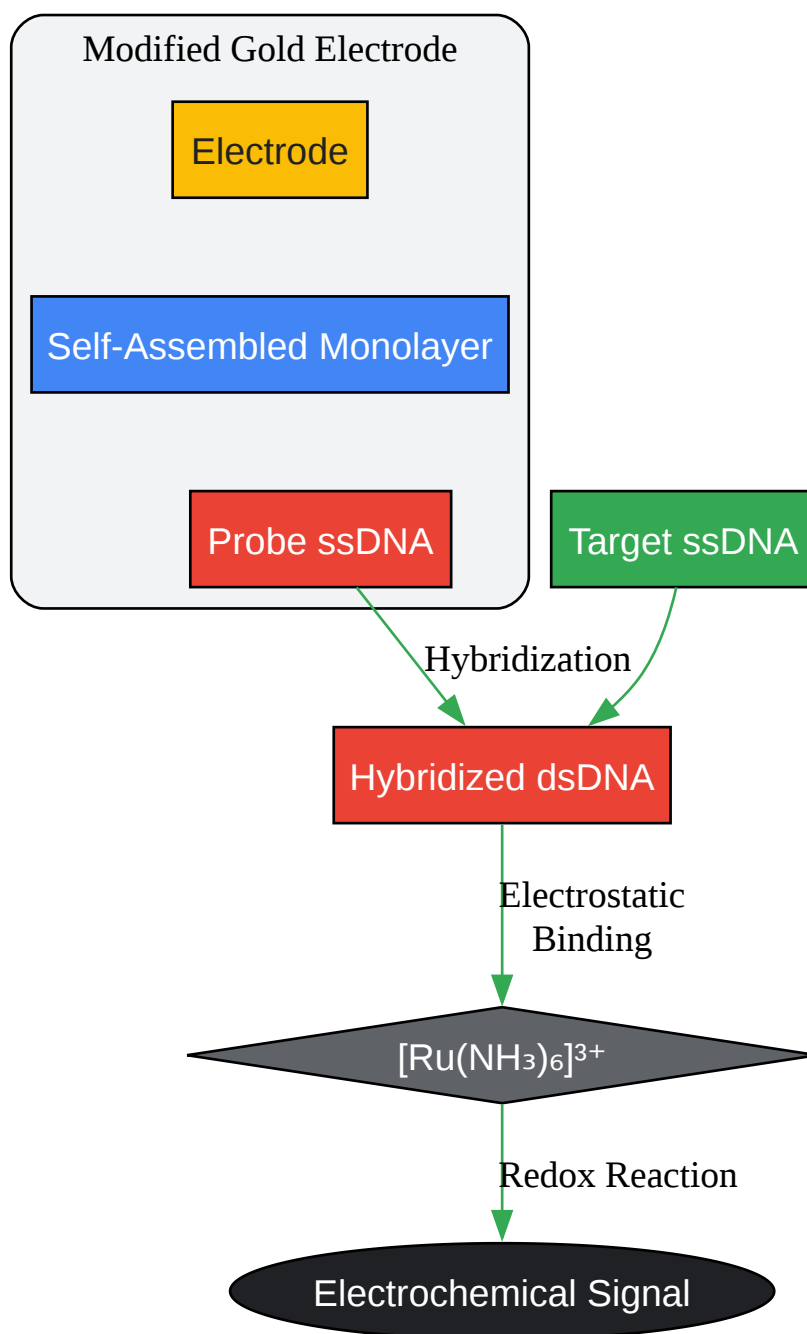 Modified Gold Electrode
Electrode
Self-Assembled Monolayer
Probe ssDNA
Target ssDNA
Hybridization
Hybridized dsDNA
Electrostatic
Binding
[Ru(NH₃)₆]³⁺
Redox Reaction
Electrochemical Signal